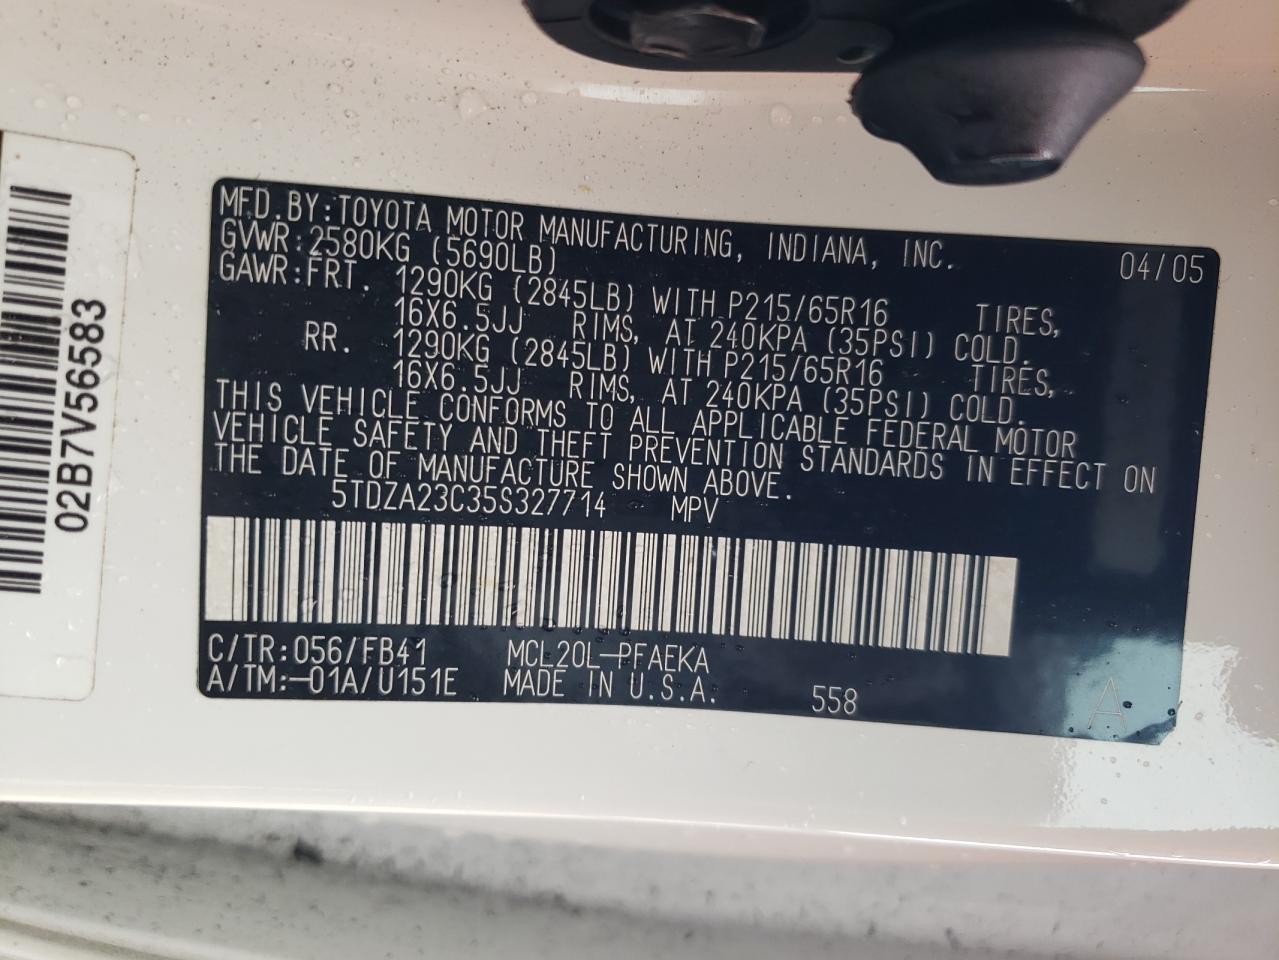 MFD.BY:TOYOTA MOTOR MANUFACTURING, INDIANA, INC. 04/05
GVWR:2580KG (5690LB)
GAWR:FRT. 1290KG (2845LB) WITH P215/65R16 TIRES,
16X6.5JJ RIMS, AT 240KPA (35PSI) COLD.
RR. 1290KG (2845LB) WITH P215/65R16 TIRES,
16X6.5JJ RIMS, AT 240KPA (35PSI) COLD.
THIS VEHICLE CONFORMS TO ALL APPLICABLE FEDERAL MOTOR
VEHICLE SAFETY AND THEFT PREVENTION STANDARDS IN EFFECT ON
THE DATE OF MANUFACTURE SHOWN ABOVE.
5TDZA23C35S327714 MPV
C/TR:056/FB41 MCL20L-PFAEKA
A/TM:-01A/U151E MADE IN U.S.A. 558 A
02B7V56583